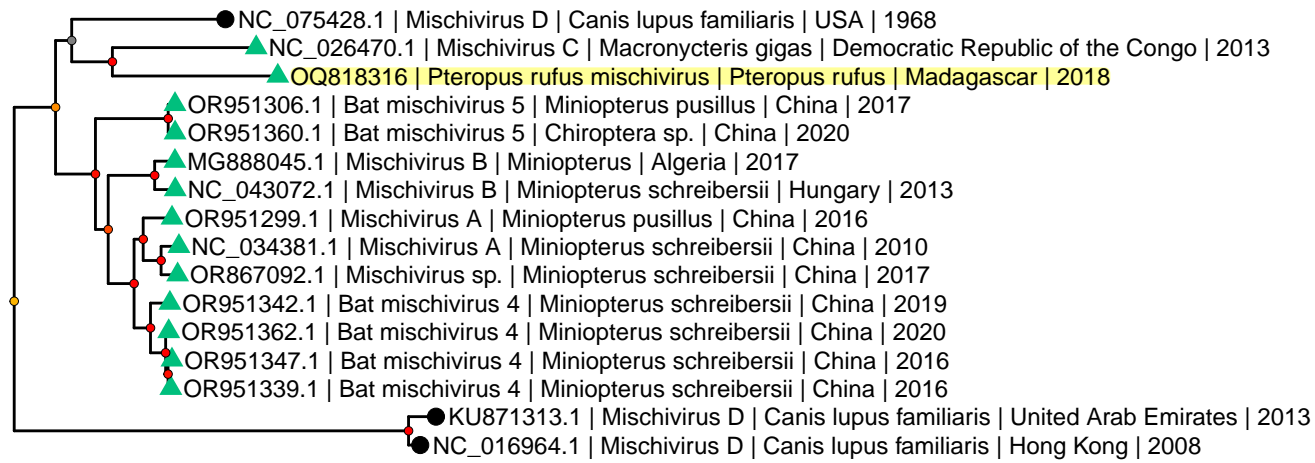 NC_075428.1 | Mischivirus D | Canis lupus familiaris | USA | 1968
NC_026470.1 | Mischivirus C | Macronycteris gigas | Democratic Republic of the Congo | 2013
OQ818316 | Pteropus rufus mischivirus | Pteropus rufus | Madagascar | 2018
OR951306.1 | Bat mischivirus 5 | Miniopterus pusillus | China | 2017
OR951360.1 | Bat mischivirus 5 | Chiroptera sp. | China | 2020
MG888045.1 | Mischivirus B | Miniopterus | Algeria | 2017
NC_043072.1 | Mischivirus B | Miniopterus schreibersii | Hungary | 2013
OR951299.1 | Mischivirus A | Miniopterus pusillus | China | 2016
NC_034381.1 | Mischivirus A | Miniopterus schreibersii | China | 2010
OR867092.1 | Mischivirus sp. | Miniopterus schreibersii | China | 2017
OR951342.1 | Bat mischivirus 4 | Miniopterus schreibersii | China | 2019
OR951362.1 | Bat mischivirus 4 | Miniopterus schreibersii | China | 2020
OR951347.1 | Bat mischivirus 4 | Miniopterus schreibersii | China | 2016
OR951339.1 | Bat mischivirus 4 | Miniopterus schreibersii | China | 2016
KU871313.1 | Mischivirus D | Canis lupus familiaris | United Arab Emirates | 2013
NC_016964.1 | Mischivirus D | Canis lupus familiaris | Hong Kong | 2008